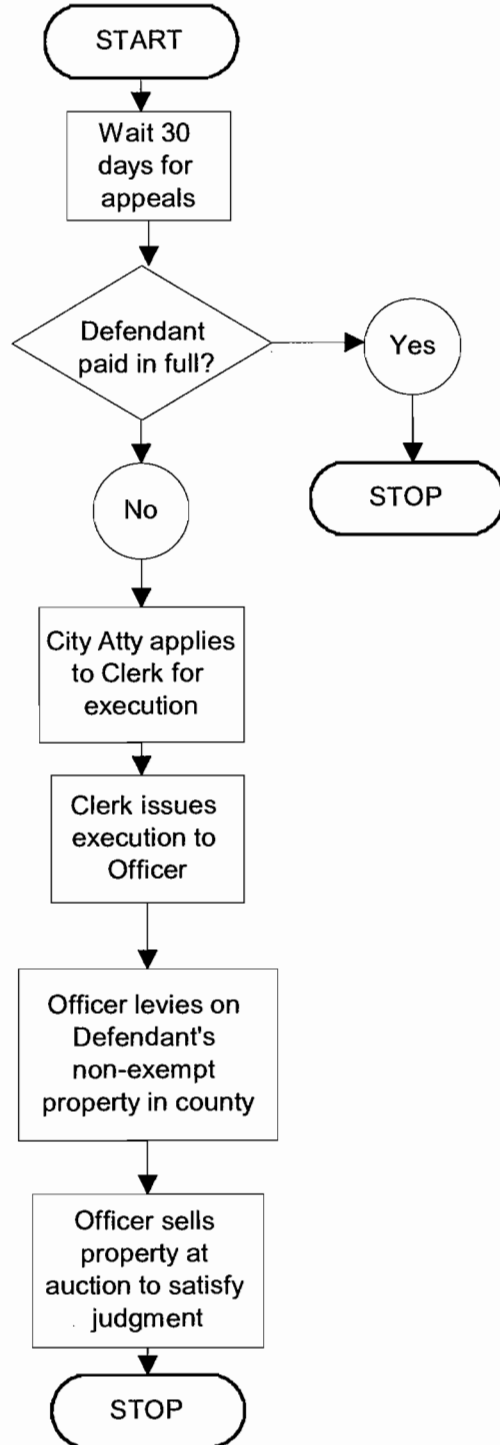 START
Wait 30
days for
appeals
Defendant
paid in full?
Yes
STOP
No
City Atty applies
to Clerk for
execution
Clerk issues
execution to
Officer
Officer levies on
Defendant's
non-exempt
property in county
Officer sells
property at
auction to satisfy
judgment
STOP